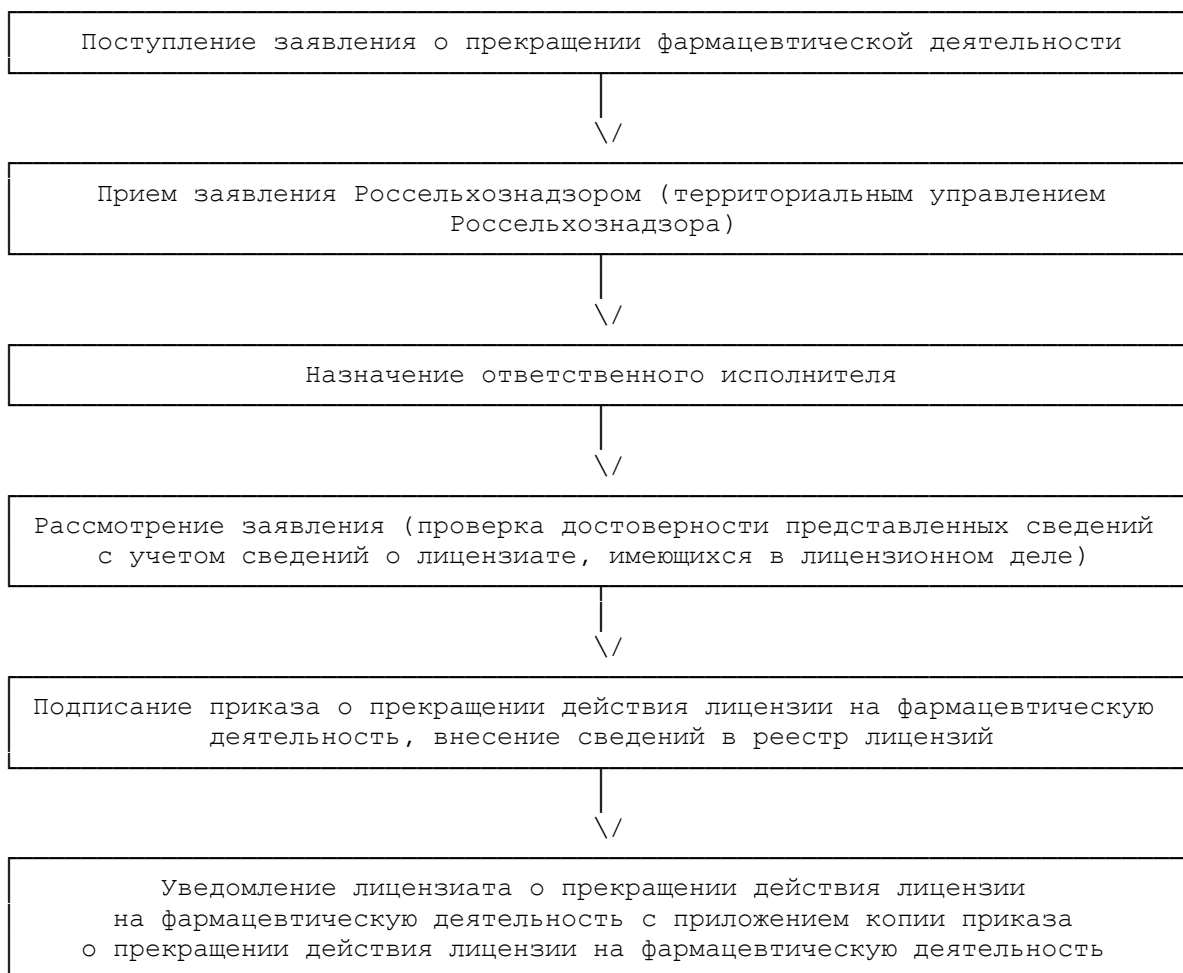 Поступление заявления о прекращении фармацевтической деятельности
Прием заявления Россельхознадзором (территориальным управлением
Россельхознадзора)
Назначение ответственного исполнителя
Рассмотрение заявления (проверка достоверности представленных сведений
с учетом сведений о лицензиате, имеющихся в лицензионном деле)
Подписание приказа о прекращении действия лицензии на фармацевтическую
деятельность, внесение сведений в реестр лицензий
Уведомление лицензиата о прекращении действия лицензии
на фармацевтическую деятельность с приложением копии приказа
о прекращении действия лицензии на фармацевтическую деятельность